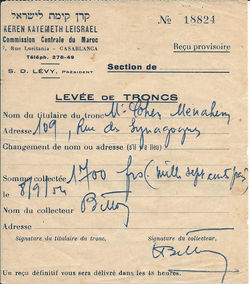 קרן קימת לישראל
KEREN KAYEMETH LEISRAEL
Commission Centrale du Maroc
7, Rue Lusitania - CASABLANCA
Téléph. 276-49
S. D. LÉVY, PRÉSIDENT
№ 18824
Reçu provisoire
Section de
LEVÉE DE TRONCS
Nom du titulaire du tronc Mr Cohen Menahem
Adresse 109, Rue des Synagogues
Changement de nom ou adresse (s'il y a lieu)
Somme collectée 1700 frs (mille sept cents frs)
le 8/9/54
Nom du collecteur
Adresse
Signature du titulaire du tronc,
Signature du collecteur,
Un reçu définitif vous sera délivré dans les 48 heures.